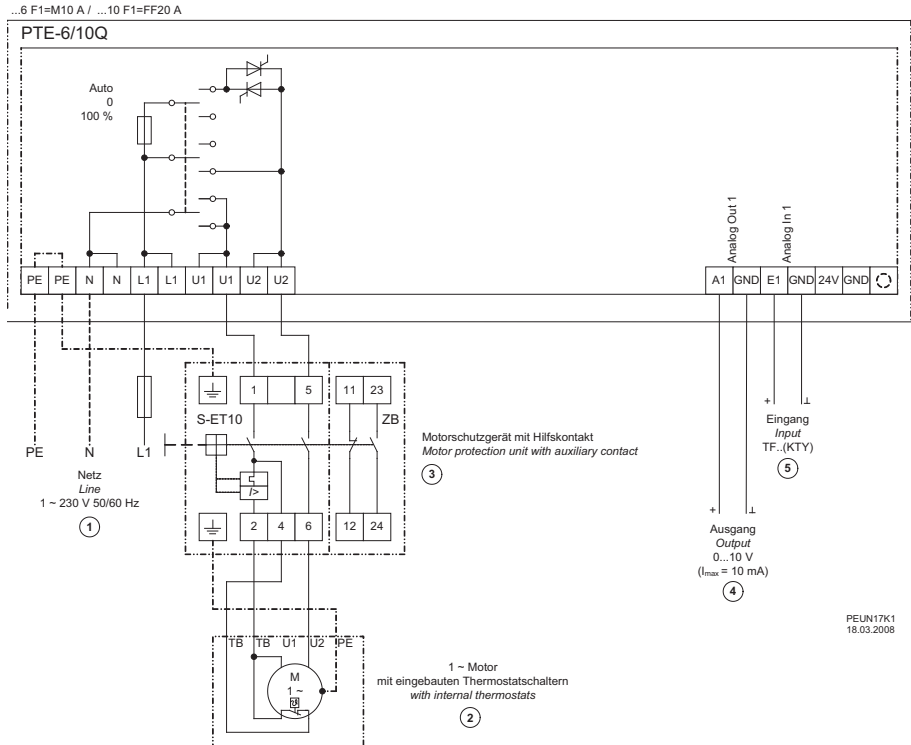 ...6 F1=M10 A / ...10 F1=FF20 A
PTE-6/10Q
Auto
0
100 %
Analog Out 1
Analog In 1
PE PE N N L1 L1 U1 U1 U2 U2
A1 GND E1 GND 24V GND
1 5 11 23
S-ET10 ZB
PE N L1
Netz
Line
1 ~ 230 V 50/60 Hz
1
I>
2 4 6 12 24
Motorschutzgerät mit Hilfskontakt
Motor protection unit with auxiliary contact
3
+ ⊥
Eingang
Input
TF..(KTY)
5
+ ⊥
Ausgang
Output
0...10 V
(Imax = 10 mA)
4
PEUN17K1
18.03.2008
TB TB U1 U2 PE
M
1 ~
1 ~ Motor
mit eingebauten Thermostatschaltern
with internal thermostats
2